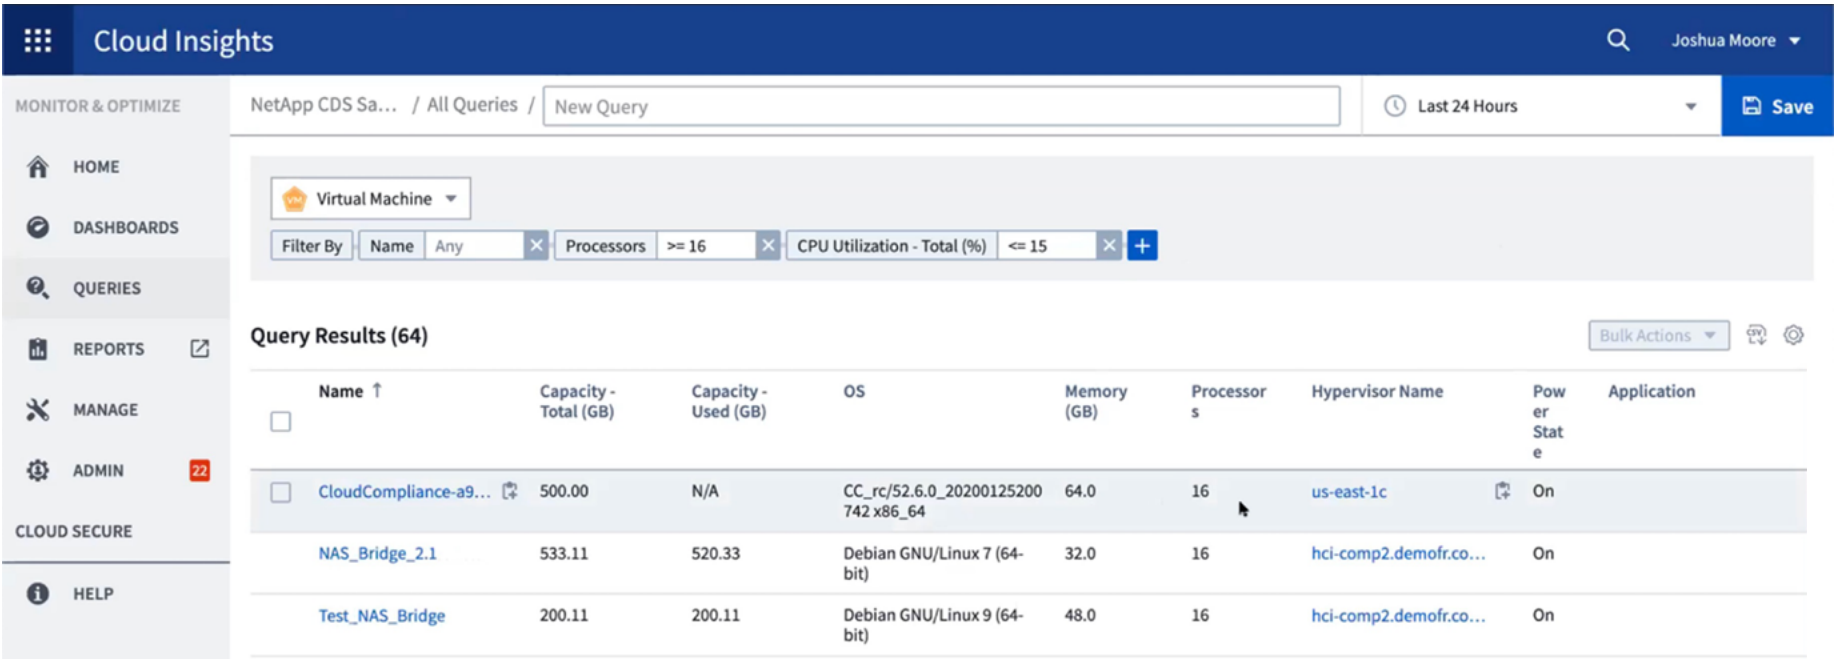 Cloud Insights
Joshua Moore
MONITOR & OPTIMIZE
NetApp CDS Sa... / All Queries / New Query
Last 24 Hours
Save
HOME
DASHBOARDS
QUERIES
REPORTS
MANAGE
ADMIN 22
CLOUD SECURE
HELP
VM Virtual Machine
Filter By Name Any Processors >= 16 CPU Utilization - Total (%) <= 15 +
Query Results (64)
Bulk Actions
CSV
Name ↑
Capacity -
Total (GB)
Capacity -
Used (GB)
OS
Memory
(GB)
Processor
s
Hypervisor Name
Pow
er
Stat
e
Application
CloudCompliance-a9... 500.00 N/A CC_rc/52.6.0_20200125200 64.0 16 us-east-1c On
742 x86_64
NAS_Bridge_2.1 533.11 520.33 Debian GNU/Linux 7 (64- 32.0 16 hci-comp2.demofr.co... On
bit)
Test_NAS_Bridge 200.11 200.11 Debian GNU/Linux 9 (64- 48.0 16 hci-comp2.demofr.co... On
bit)